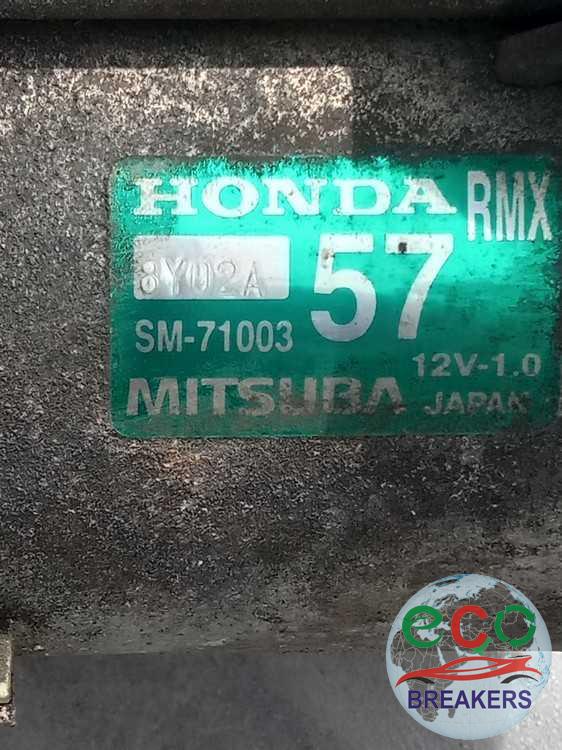 HONDA RMX
8Y02A 57
SM-71003
12V-1.0
MITSUBA JAPAN
eco
BREAKERS